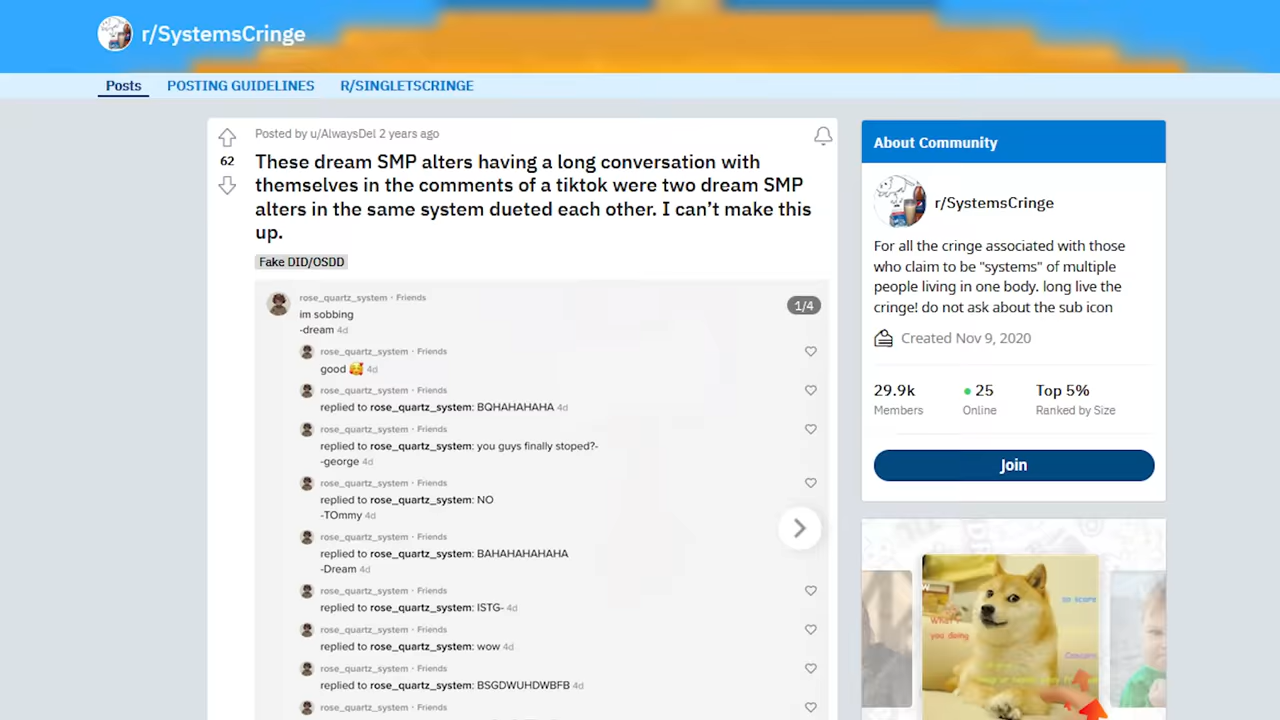 r/SystemsCringe
Posts POSTING GUIDELINES R/SINGLETSCRINGE
Posted by u/AlwaysDel 2 years ago
62
These dream SMP alters having a long conversation with
themselves in the comments of a tiktok were two dream SMP
alters in the same system dueted each other. I can't make this
up.
Fake DID/OSDD
1/4
rose_quartz_system · Friends
im sobbing
-dream 4d
rose_quartz_system · Friends
good 🥰 4d
rose_quartz_system · Friends
replied to rose_quartz_system: BQHAHAHAHA 4d
rose_quartz_system · Friends
replied to rose_quartz_system: you guys finally stoped?-
-george 4d
rose_quartz_system · Friends
replied to rose_quartz_system: NO
-TOmmy 4d
rose_quartz_system · Friends
replied to rose_quartz_system: BAHAHAHAHAHA
-Dream 4d
rose_quartz_system · Friends
replied to rose_quartz_system: ISTG- 4d
rose_quartz_system · Friends
replied to rose_quartz_system: wow 4d
rose_quartz_system · Friends
replied to rose_quartz_system: BSGDWUHDWBFB 4d
rose_quartz_system · Friends
About Community
r/SystemsCringe
For all the cringe associated with those
who claim to be "systems" of multiple
people living in one body. long live the
cringe! do not ask about the sub icon
Created Nov 9, 2020
29.9k 25 Top 5%
Members Online Ranked by Size
Join
you doing